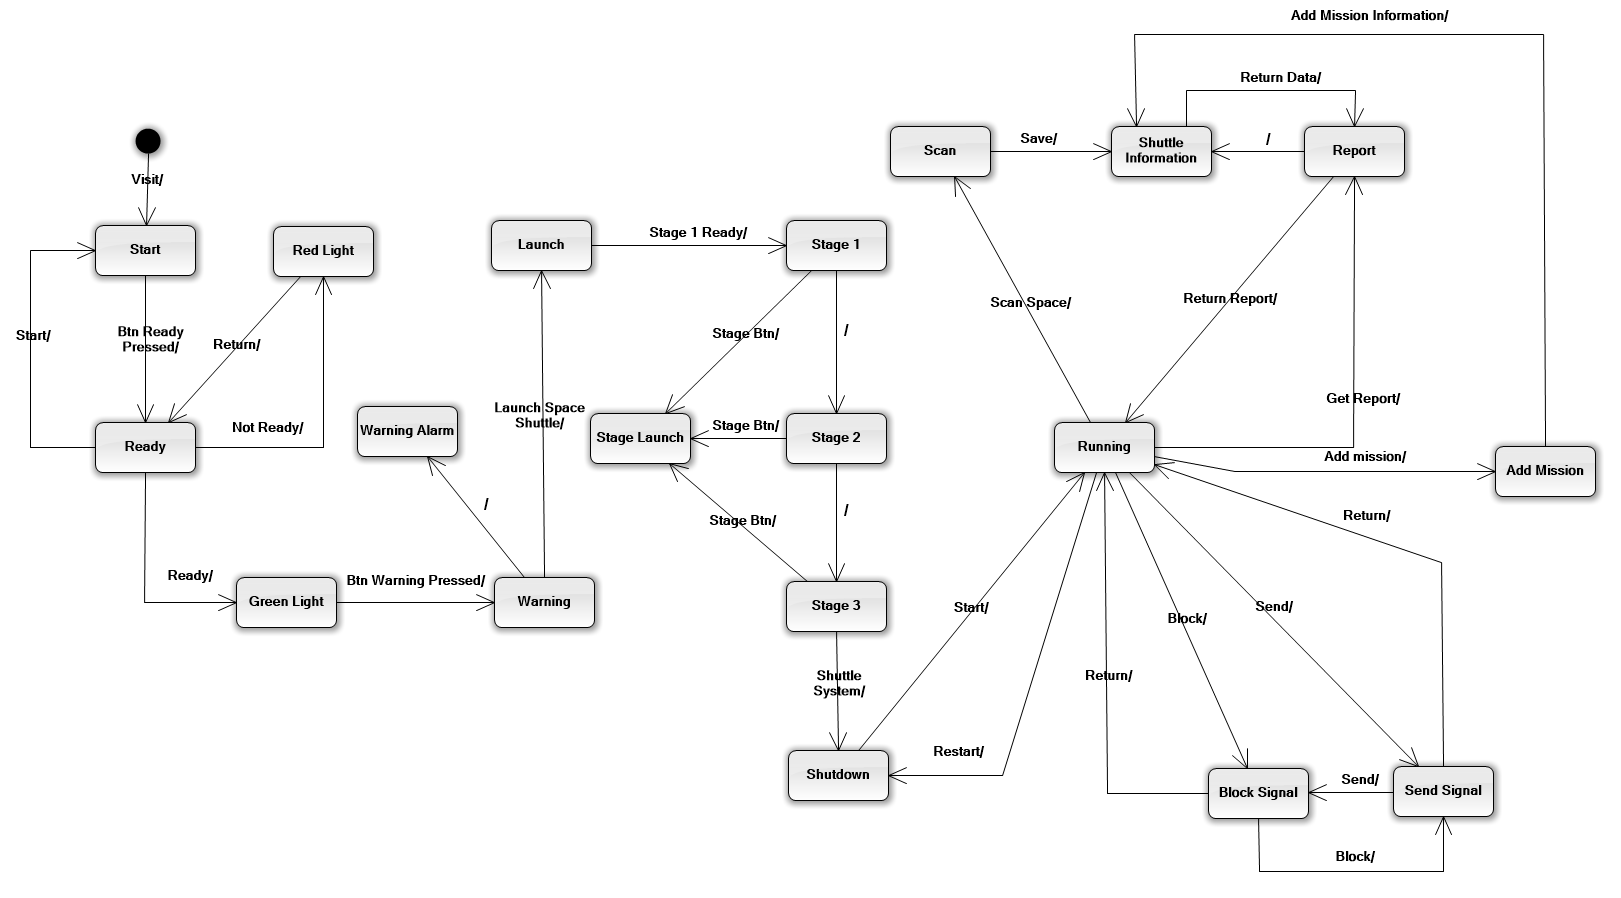 Add Mission Information/
Return Data/
Scan
Save/
Shuttle
Information
/
Report
Visit/
Start
Red Light
Launch
Stage 1 Ready/
Stage 1
Scan Space/
Return Report/
Start/
Btn Ready
Pressed/
Return/
Stage Btn/
/
Get Report/
Launch Space
Shuttle/
Not Ready/
Warning Alarm
Stage Launch
Stage Btn/
Stage 2
Ready
Running
Add mission/
Add Mission
/
Stage Btn/
/
Return/
Ready/
Green Light
Btn Warning Pressed/
Warning
Stage 3
Start/
Block/
Send/
Shuttle
System/
Return/
Restart/
Shutdown
Block Signal
Send/
Send Signal
Block/